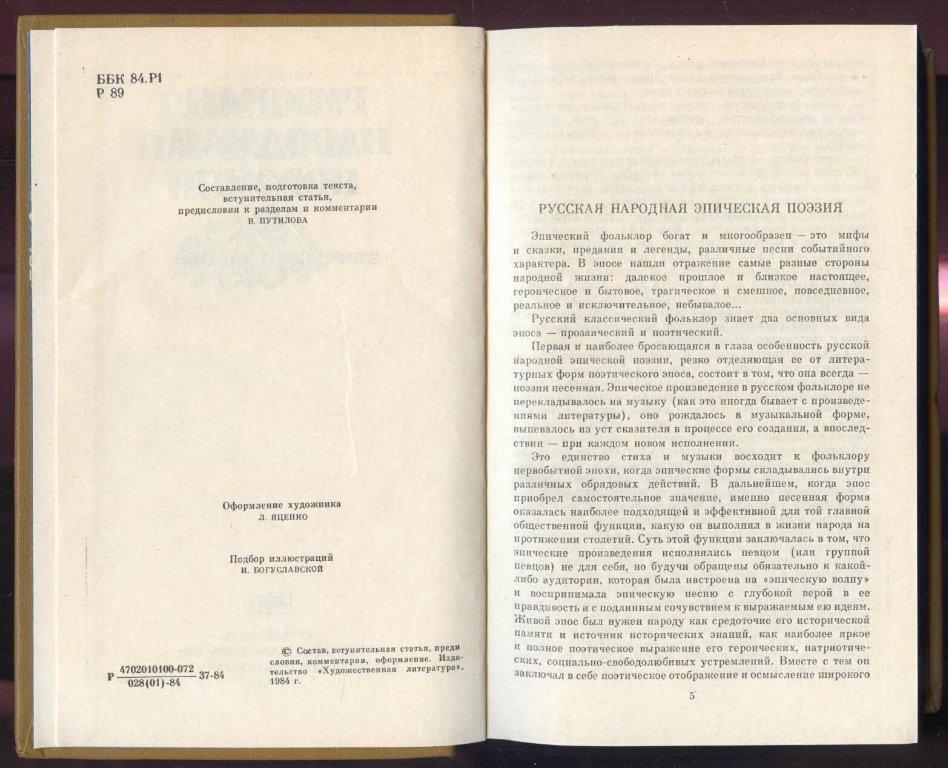 ББК 84.Р1
Р 89
Составление, подготовка текста,
вступительная статья,
предисловия к разделам и комментарии
Б. ПУТИЛОВА
Оформление художника
Л. ЯЦЕНКО
Подбор иллюстраций
И. БОГУСЛАВСКОЙ
Р 4702010100-072 37-84
028(01)-84
© Состав, вступительная статья, преди
словия, комментарии, оформление. Изда-
тельство «Художественная литература»,
1984 г.
РУССКАЯ НАРОДНАЯ ЭПИЧЕСКАЯ ПОЭЗИЯ
Эпический фольклор богат и многообразен — это мифы
и сказки, предания и легенды, различные песни событийного
характера. В эпосе нашли отражение самые разные стороны
народной жизни: далекое прошлое и близкое настоящее,
героическое и бытовое, трагическое и смешное, повседневное,
реальное и исключительное, небывалое...
Русский классический фольклор знает два основных вида
эпоса — прозаический и поэтический.
Первая и наиболее бросающаяся в глаза особенность русской
народной эпической поэзии, резко отделяющая ее от литера-
турных форм поэтического эпоса, состоит в том, что она всегда —
поэзия песенная. Эпическое произведение в русском фольклоре не
перекладывалось на музыку (как это иногда бывает с произведе-
ниями литературы), оно рождалось в музыкальной форме,
выпевалось из уст сказителя в процессе его создания, а впослед-
ствии — при каждом новом исполнении.
Это единство стиха и музыки восходит к фольклору
первобытной эпохи, когда эпические формы складывались внутри
различных обрядовых действий. В дальнейшем, когда эпос
приобрел самостоятельное значение, именно песенная форма
оказалась наиболее подходящей и эффективной для той главной
общественной функции, какую он выполнял в жизни народа на
протяжении столетий. Суть этой функции заключалась в том, что
эпические произведения исполнялись певцом (или группой
певцов) не для себя, но будучи обращены обязательно к какой-
либо аудитории, которая была настроена на «эпическую волну»
и воспринимала эпическую песню с глубокой верой в ее
правдивость и с подлинным сочувствием к выражаемым ею идеям.
Живой эпос был нужен народу как средоточие его исторической
памяти и источник исторических знаний, как наиболее яркое
и полное поэтическое выражение его героических, патриотиче-
ских, социально-свободолюбивых устремлений. Вместе с тем он
заключал в себе поэтическое отображение и осмысление широкого
5